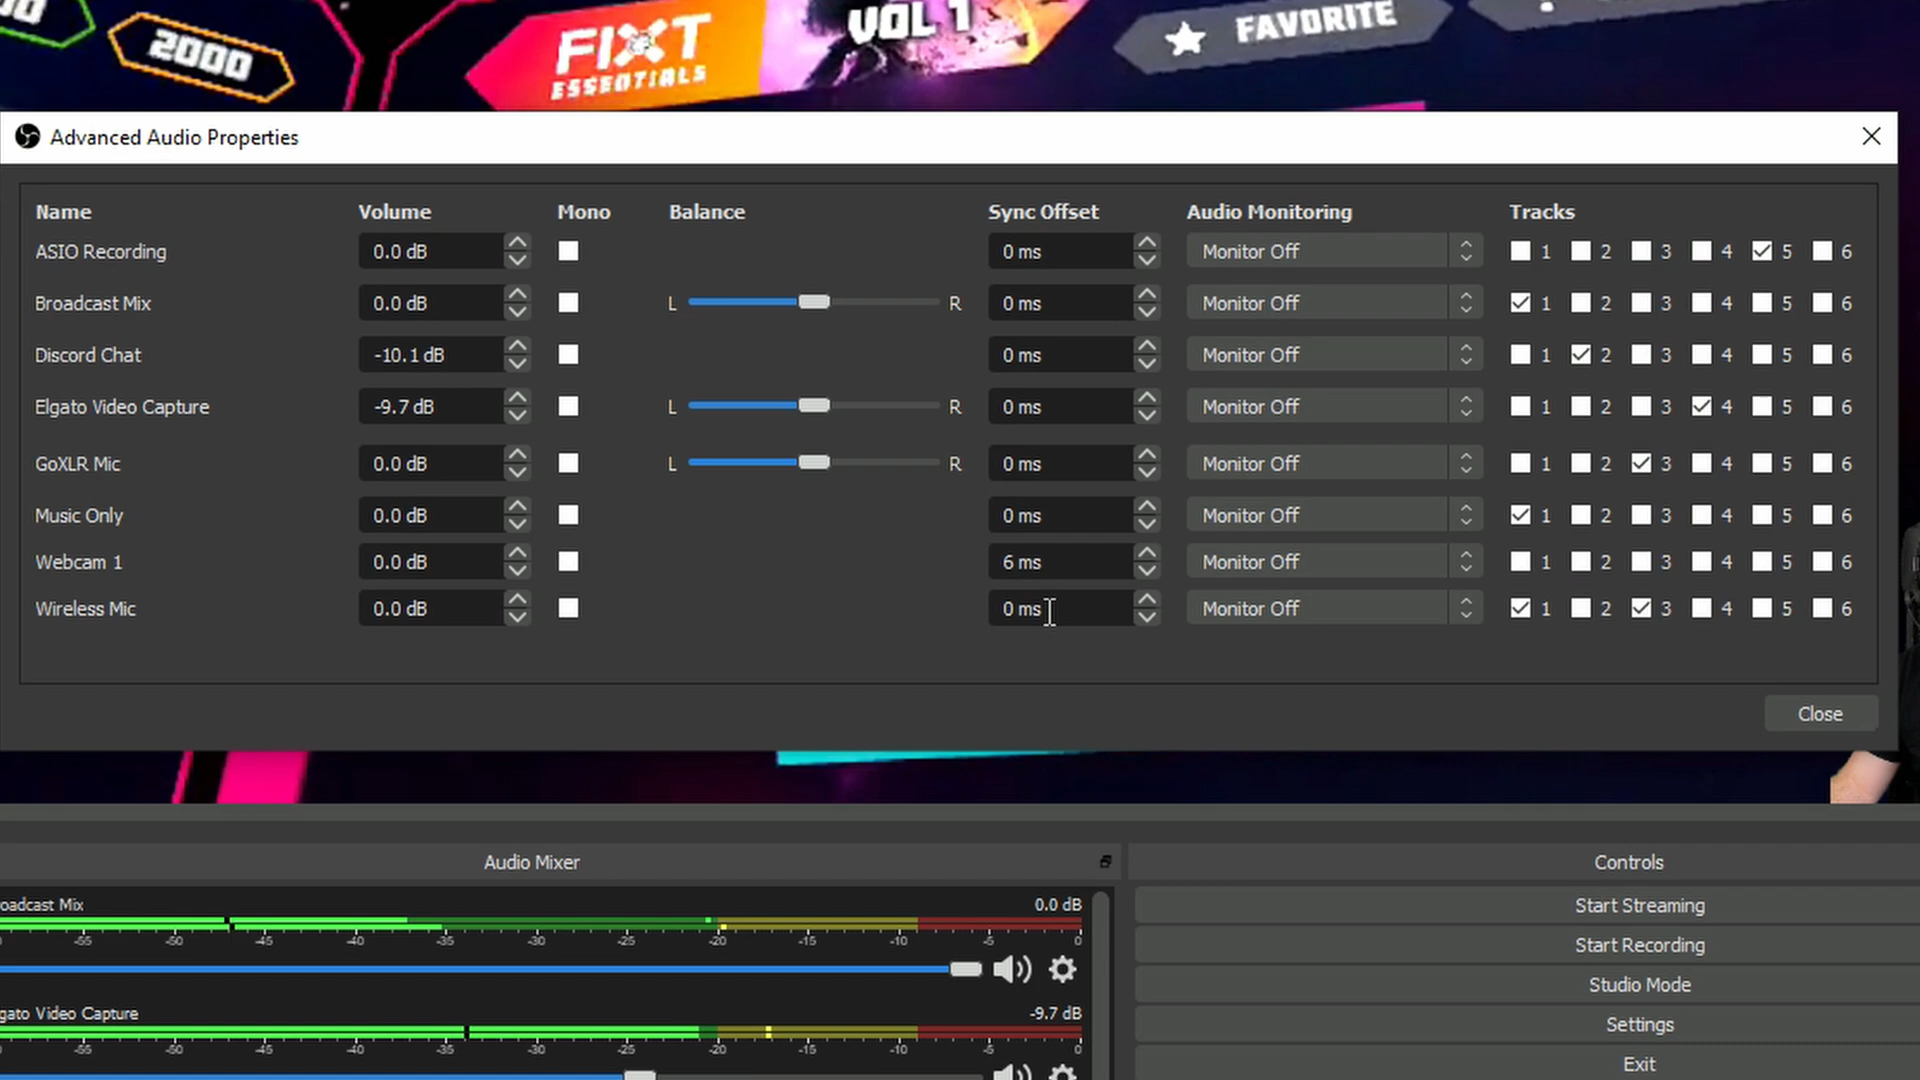 2000
FIXT
ESSENTIALS
VOL 1
FAVORITE
Advanced Audio Properties
Name Volume Mono Balance Sync Offset Audio Monitoring Tracks
ASIO Recording 0.0 dB 0 ms Monitor Off 1 2 3 4 5 6
Broadcast Mix 0.0 dB L R 0 ms Monitor Off 1 2 3 4 5 6
Discord Chat -10.1 dB 0 ms Monitor Off 1 2 3 4 5 6
Elgato Video Capture -9.7 dB L R 0 ms Monitor Off 1 2 3 4 5 6
GoXLR Mic 0.0 dB L R 0 ms Monitor Off 1 2 3 4 5 6
Music Only 0.0 dB 0 ms Monitor Off 1 2 3 4 5 6
Webcam 1 0.0 dB 6 ms Monitor Off 1 2 3 4 5 6
Wireless Mic 0.0 dB 0 ms Monitor Off 1 2 3 4 5 6
Close
Audio Mixer
oadcast Mix 0.0 dB
-55 -50 -45 -40 -35 -30 -25 -20 -15 -10 -5 0
gato Video Capture -9.7 dB
-55 -50 -45 -40 -35 -30 -25 -20 -15 -10 -5 0
Controls
Start Streaming
Start Recording
Studio Mode
Settings
Exit